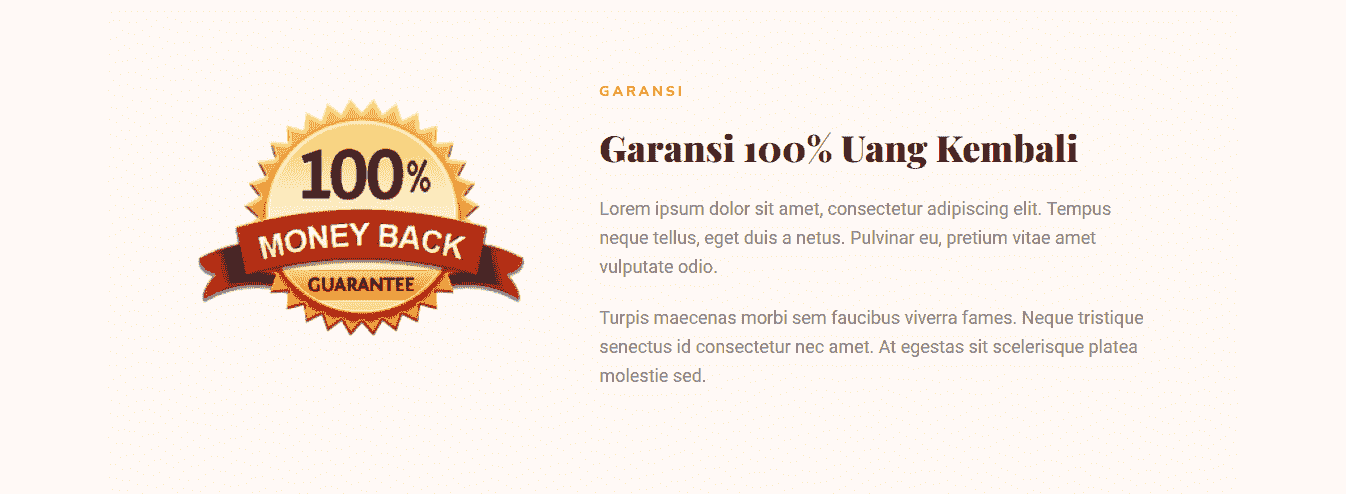 100%
MONEY BACK
GUARANTEE
GARANSI
Garansi 100% Uang Kembali
Lorem ipsum dolor sit amet, consectetur adipiscing elit. Tempus
neque tellus, eget duis a netus. Pulvinar eu, pretium vitae amet
vulputate odio.
Turpis maecenas morbi sem faucibus viverra fames. Neque tristique
senectus id consectetur nec amet. At egestas sit scelerisque platea
molestie sed.